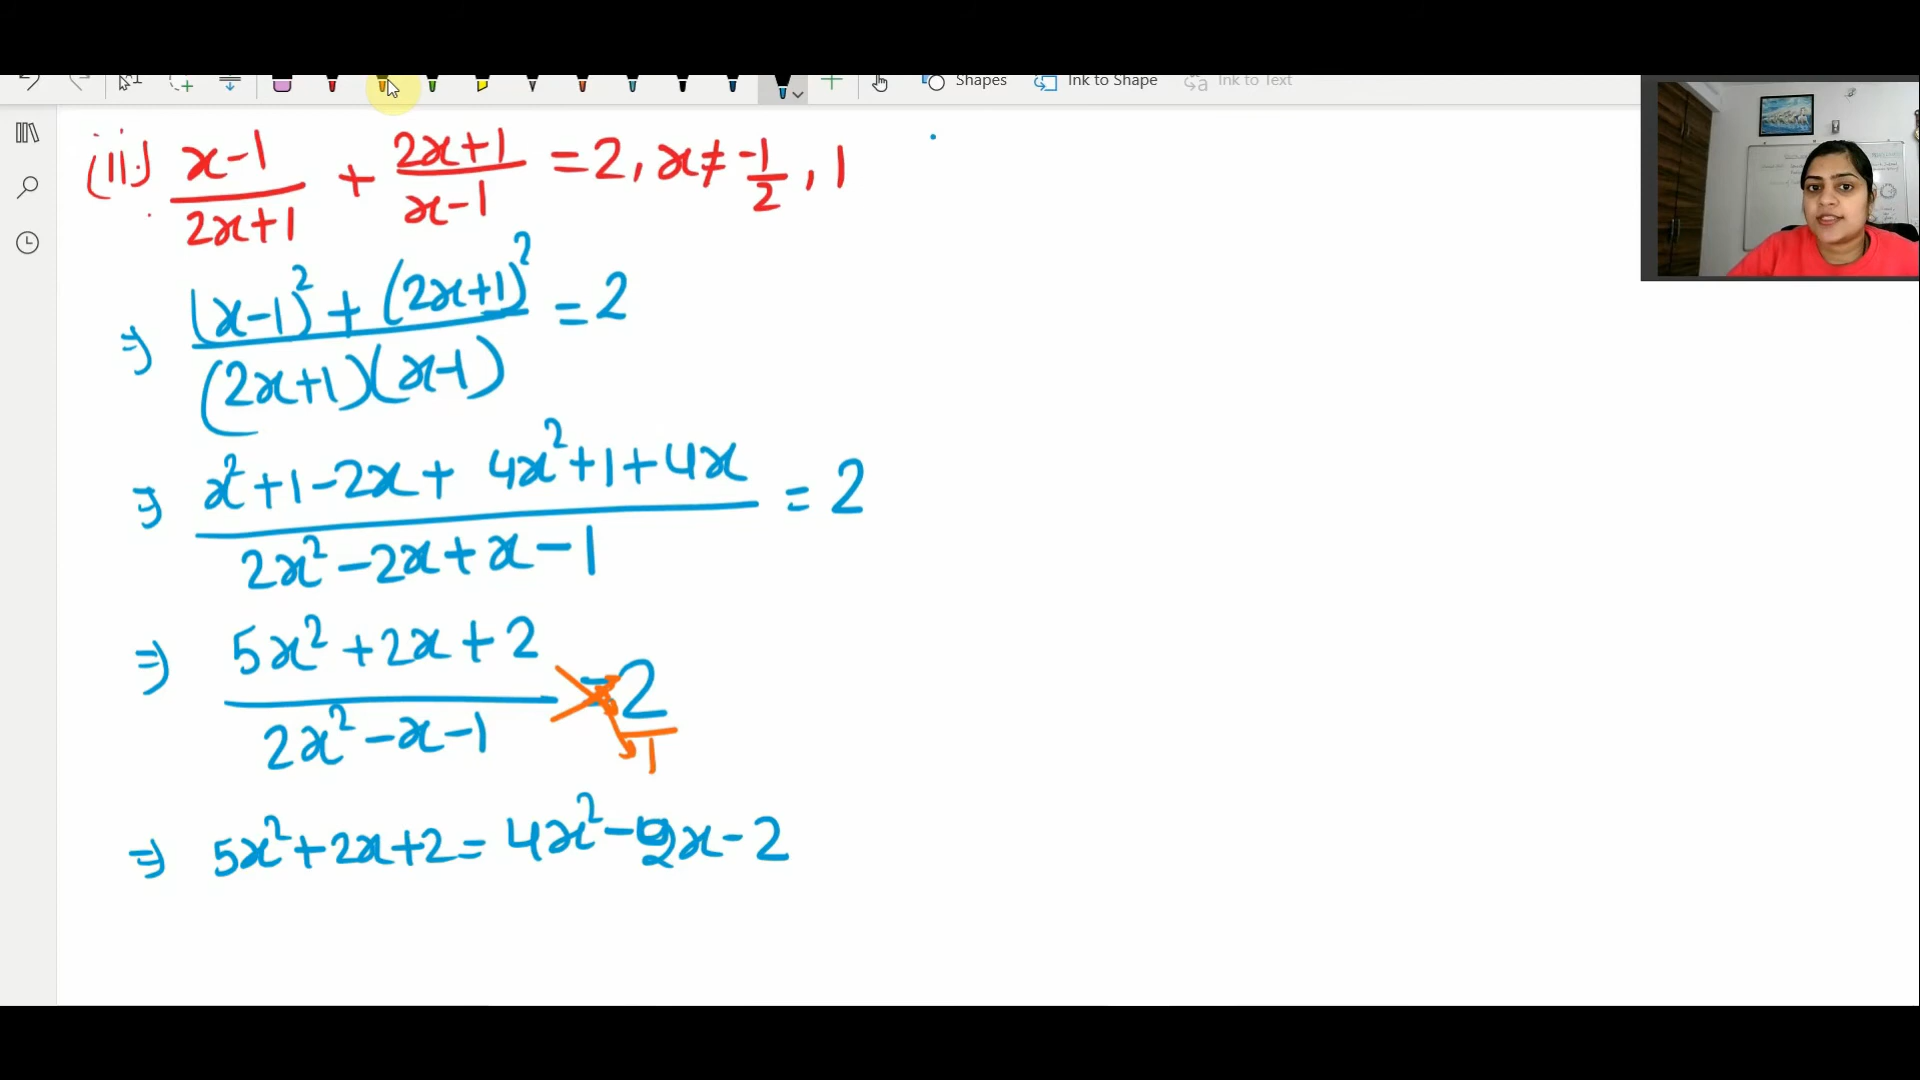 Shapes Ink to Shape Ink to Text
(ii) x-1/2x+1 + 2x+1/x-1 = 2, x≠ -1/2, 1
⇒ (x-1)² + (2x+1)²/(2x+1)(x-1) = 2
⇒ x²+1-2x+ 4x²+1+4x/2x²-2x+x-1 = 2
⇒ 5x²+2x+2/2x²-x-1 = 2/1
⇒ 5x²+2x+2 = 4x²-2x-2